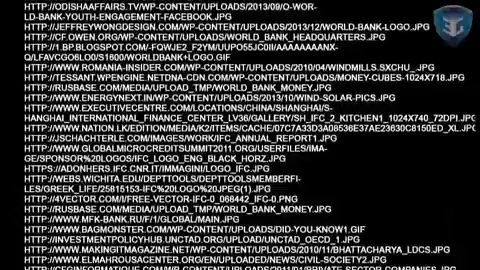 HTTP://ODISHAAFFAIRS.TV/WP-CONTENT/UPLOADS/2013/09/O-WOR-
LD-BANK-YOUTH-ENGAGEMENT-FACEBOOK.JPG
HTTP://JEFFREYWONGDESIGN.COM/WP-CONTENT/UPLOADS/2013/12/WORLD-BANK-LOGO.JPG
HTTP://CF.OWEN.ORG/WP-CONTENT/UPLOADS/WORLD_BANK_HEADQUARTERS.JPG
HTTP://1.BP.BLOGSPOT.COM/-FQWJE2_F2YM/UUPO55JC0II/AAAAAAAANX-
Q/LFAVCGO6L0O/S1600/WORLDBANK+LOGO.GIF
HTTP://WWW.ROMANIA-INSIDER.COM/WP-CONTENT/UPLOADS/2010/04/WINDMILLS.SXCHU_.JPG
HTTP://TESSANT.WPENGINE.NETDNA-CDN.COM/WP-CONTENT/UPLOADS/MONEY-CUBES-1024X718.JPG
HTTP://RUSBASE.COM/MEDIA/UPLOAD_TMP/WORLD_BANK_MONEY.JPG
HTTP://WWW.ENERGYNEXT.IN/WP-CONTENT/UPLOADS/2013/10/WIND-SOLAR-PICS.JPG
HTTP://WWW.EXECUTIVECENTRE.COM/LOCATIONS/CHINA/SHANGHAI/S-
HANGHAI_INTERNATIONAL_FINANCE_CENTER_LV36/GALLERY/SH_IFC_2_KITCHEN1_1024X740_72DPI.JPG
HTTP://WWW.NATION.LK/EDITION/MEDIA/K2/ITEMS/CACHE/07C7A33D3A08536E37AE23630C8150ED_XL.JPG
HTTP://JSCHACHTERLE.COM/IMAGES/WORK/IFC_ANNUAL_REPORT1.JPG
HTTP://WWW.GLOBALMICROCREDITSUMMIT2011.ORG/USERFILES/IMA-
GE/SPONSOR%20LOGOS/IFC_LOGO_ENG_BLACK_HORZ.JPG
HTTPS://ADONHERS.IFC.CNR.IT/IMMAGINI/LOGO_IFC.JPG
HTTP://WEBS.WICHITA.EDU/DEPTTOOLS/DEPTTOOLSMEMBERFI-
LES/GREEK_LIFE/25815153-IFC%20LOGO%20JPEG(1).JPG
HTTP://4VECTOR.COM/I/FREE-VECTOR-IFC-0_068442_IFC-0.PNG
HTTP://RUSBASE.COM/MEDIA/UPLOAD_TMP/WORLD_BANK_MONEY.JPG
HTTP://WWW.MFK-BANK.RU/F/1/GLOBAL/MAIN.JPG
HTTP://WWW.BAGMONSTER.COM/WP-CONTENT/UPLOADS/DID-YOU-KNOW1.GIF
HTTP://INVESTMENTPOLICYHUB.UNCTAD.ORG/UPLOAD/UNCTAD_OECD_1.JPG
HTTP://WWW.MAKINGITMAGAZINE.NET/WP-CONTENT/UPLOADS/2010/11/BHATTACHARYA_LDCS.JPG
HTTP://WWW.ELMAHROUSACENTER.ORG/EN/UPLOADED/NEWS/CIVIL-SOCIETY2.JPG